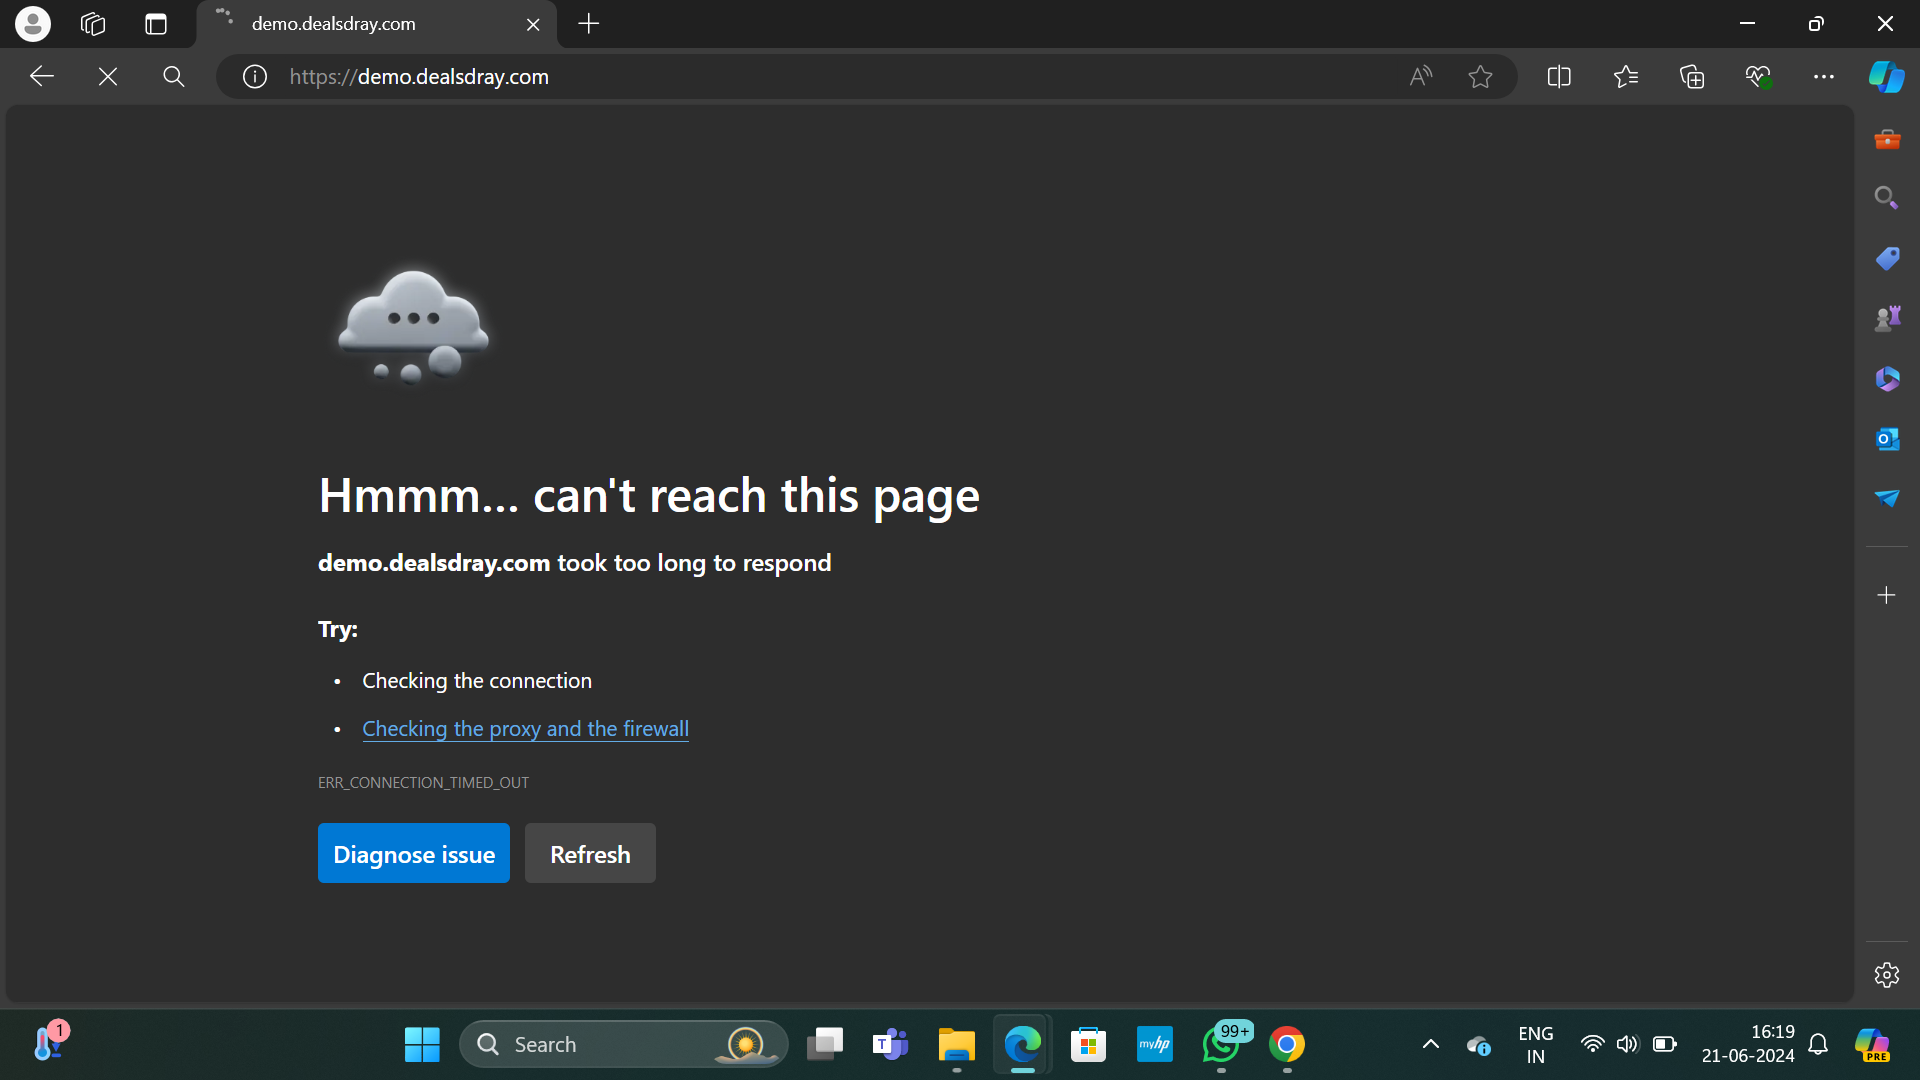 demo.dealsdray.com
https://demo.dealsdray.com
Hmmm... can't reach this page
demo.dealsdray.com took too long to respond
Try:
• Checking the connection
• Checking the proxy and the firewall
ERR_CONNECTION_TIMED_OUT
Diagnose issue
Refresh
1
Search
T
myhp
99+
O
ENG
IN
16:19
21-06-2024
PRE